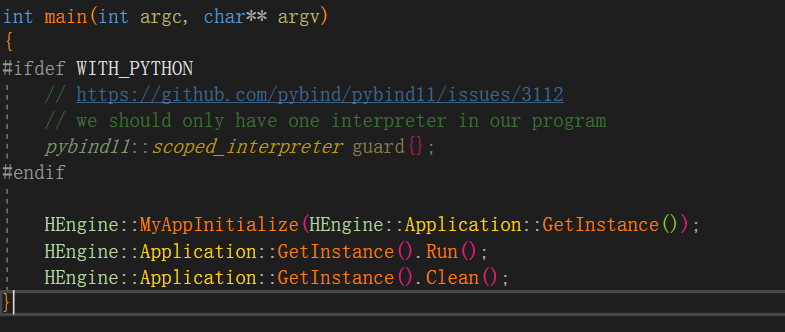 int main(int argc, char** argv)
{
#ifdef WITH_PYTHON
// https://github.com/pybind/pybind11/issues/3112
// we should only have one interpreter in our program
pybind11::scoped_interpreter guard{};
#endif
HEngine::MyAppInitialize(HEngine::Application::GetInstance());
HEngine::Application::GetInstance().Run();
HEngine::Application::GetInstance().Clean();
}